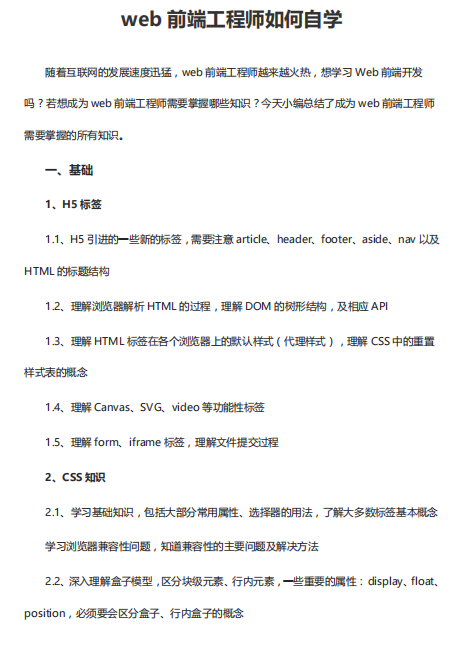 web 前端工程师如何自学
随着互联网的发展速度迅猛，web 前端工程师越来越火热，想学习 Web 前端开发
吗？若想成为 web 前端工程师需要掌握哪些知识？今天小编总结了成为 web 前端工程师
需要掌握的所有知识。
一、基础
1、H5 标签
1.1、H5 引进的一些新的标签，需要注意 article、header、footer、aside、nav 以及
HTML 的标题结构
1.2、理解浏览器解析 HTML 的过程，理解 DOM 的树形结构，及相应 API
1.3、理解 HTML 标签在各个浏览器上的默认样式（代理样式），理解 CSS 中的重置
样式表的概念
1.4、理解 Canvas、SVG、video 等功能性标签
1.5、理解 form、iframe 标签，理解文件提交过程
2、CSS 知识
2.1、学习基础知识，包括大部分常用属性、选择器的用法，了解大多数标签基本概念
学习浏览器兼容性问题，知道兼容性的主要问题及解决方法
2.2、深入理解盒子模型，区分块级元素、行内元素，一些重要的属性：display、float、
position，必须要会区分盒子、行内盒子的概念